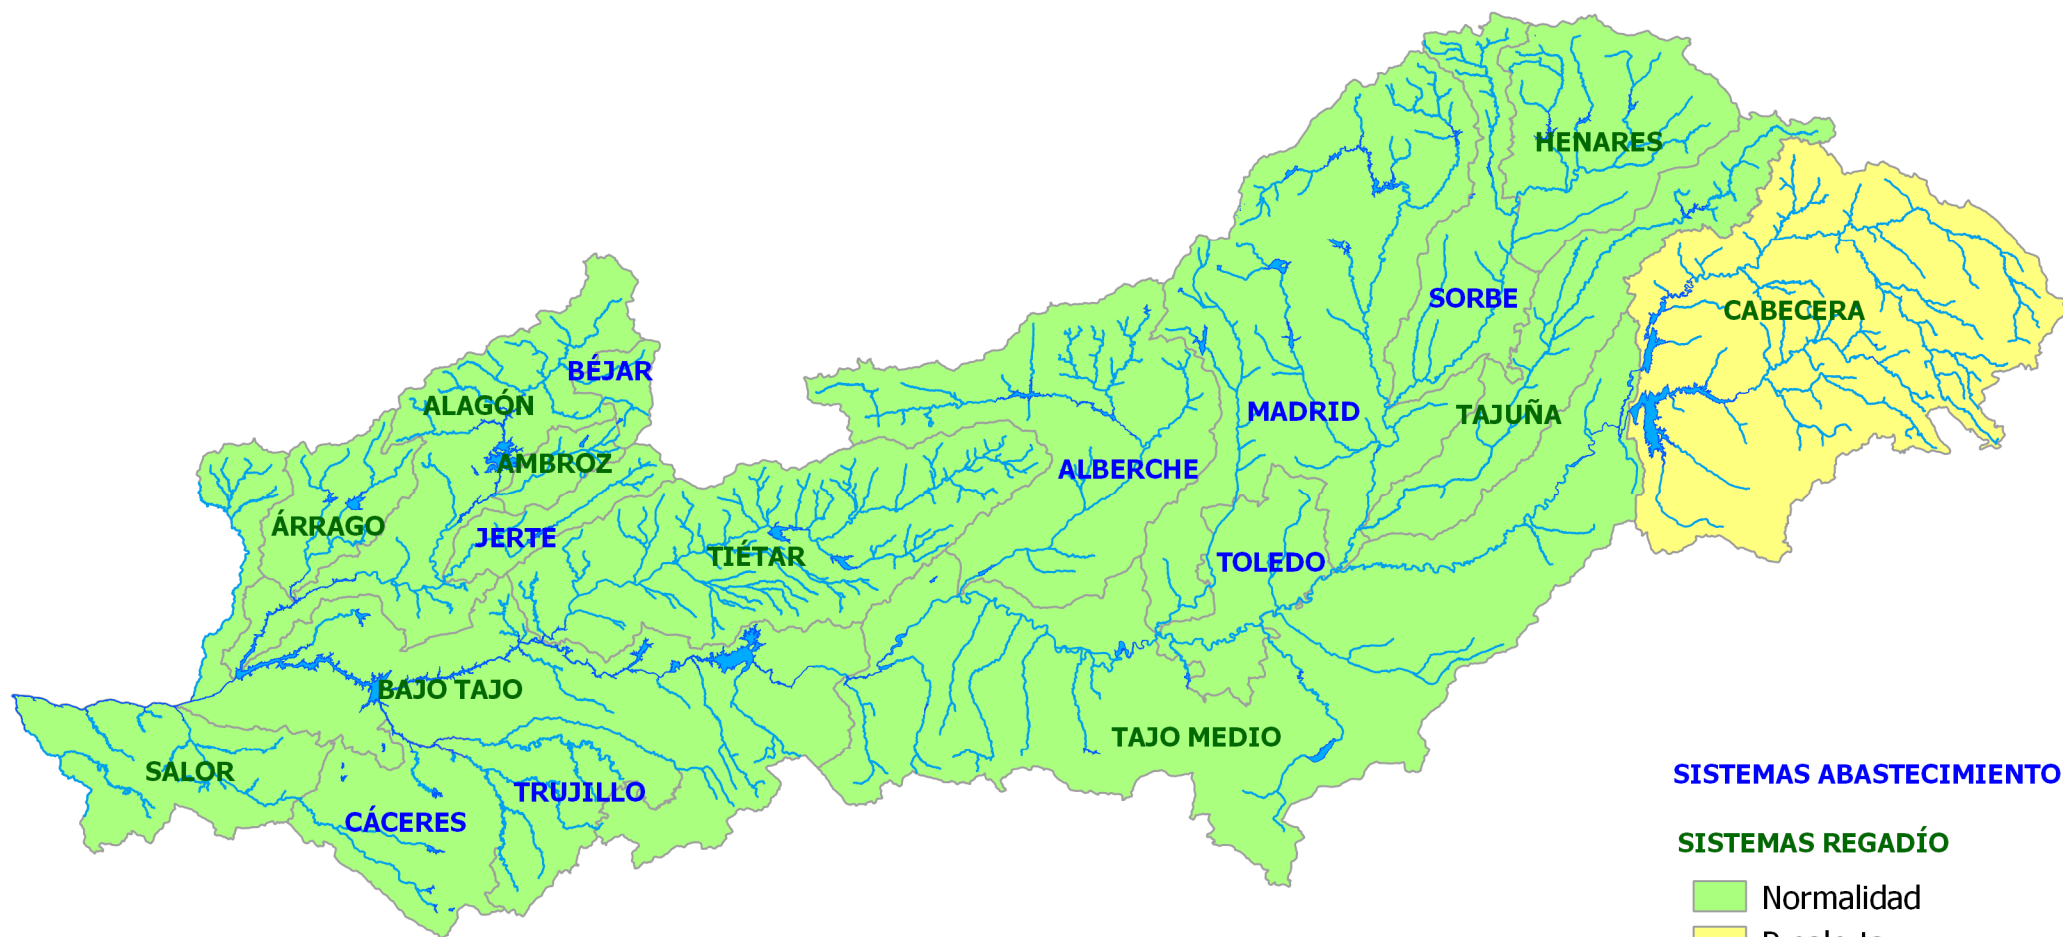 HENARES
SORBE
CABECERA
BÉJAR
ALAGÓN
MADRID
TAJUÑA
AMBROZ
ALBERCHE
ÁRRAGO
JERTE
TIÉTAR
TOLEDO
BAJO TAJO
TAJO MEDIO
SALOR
TRUJILLO
CÁCERES
SISTEMAS ABASTECIMIENTO
SISTEMAS REGADÍO
Normalidad